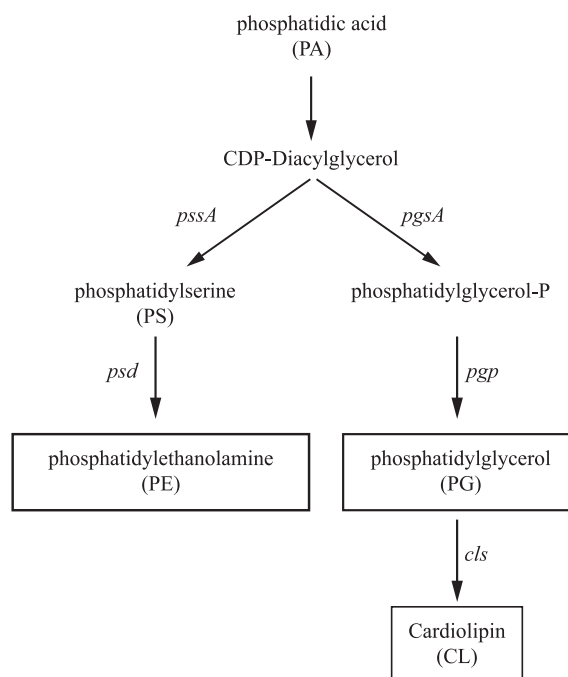 phosphatidic acid
(PA)
CDP-Diacylglycerol
pssA
pgsA
phosphatidylserine
(PS)
phosphatidylglycerol-P
psd
pgp
phosphatidylethanolamine
(PE)
phosphatidylglycerol
(PG)
cls
Cardiolipin
(CL)